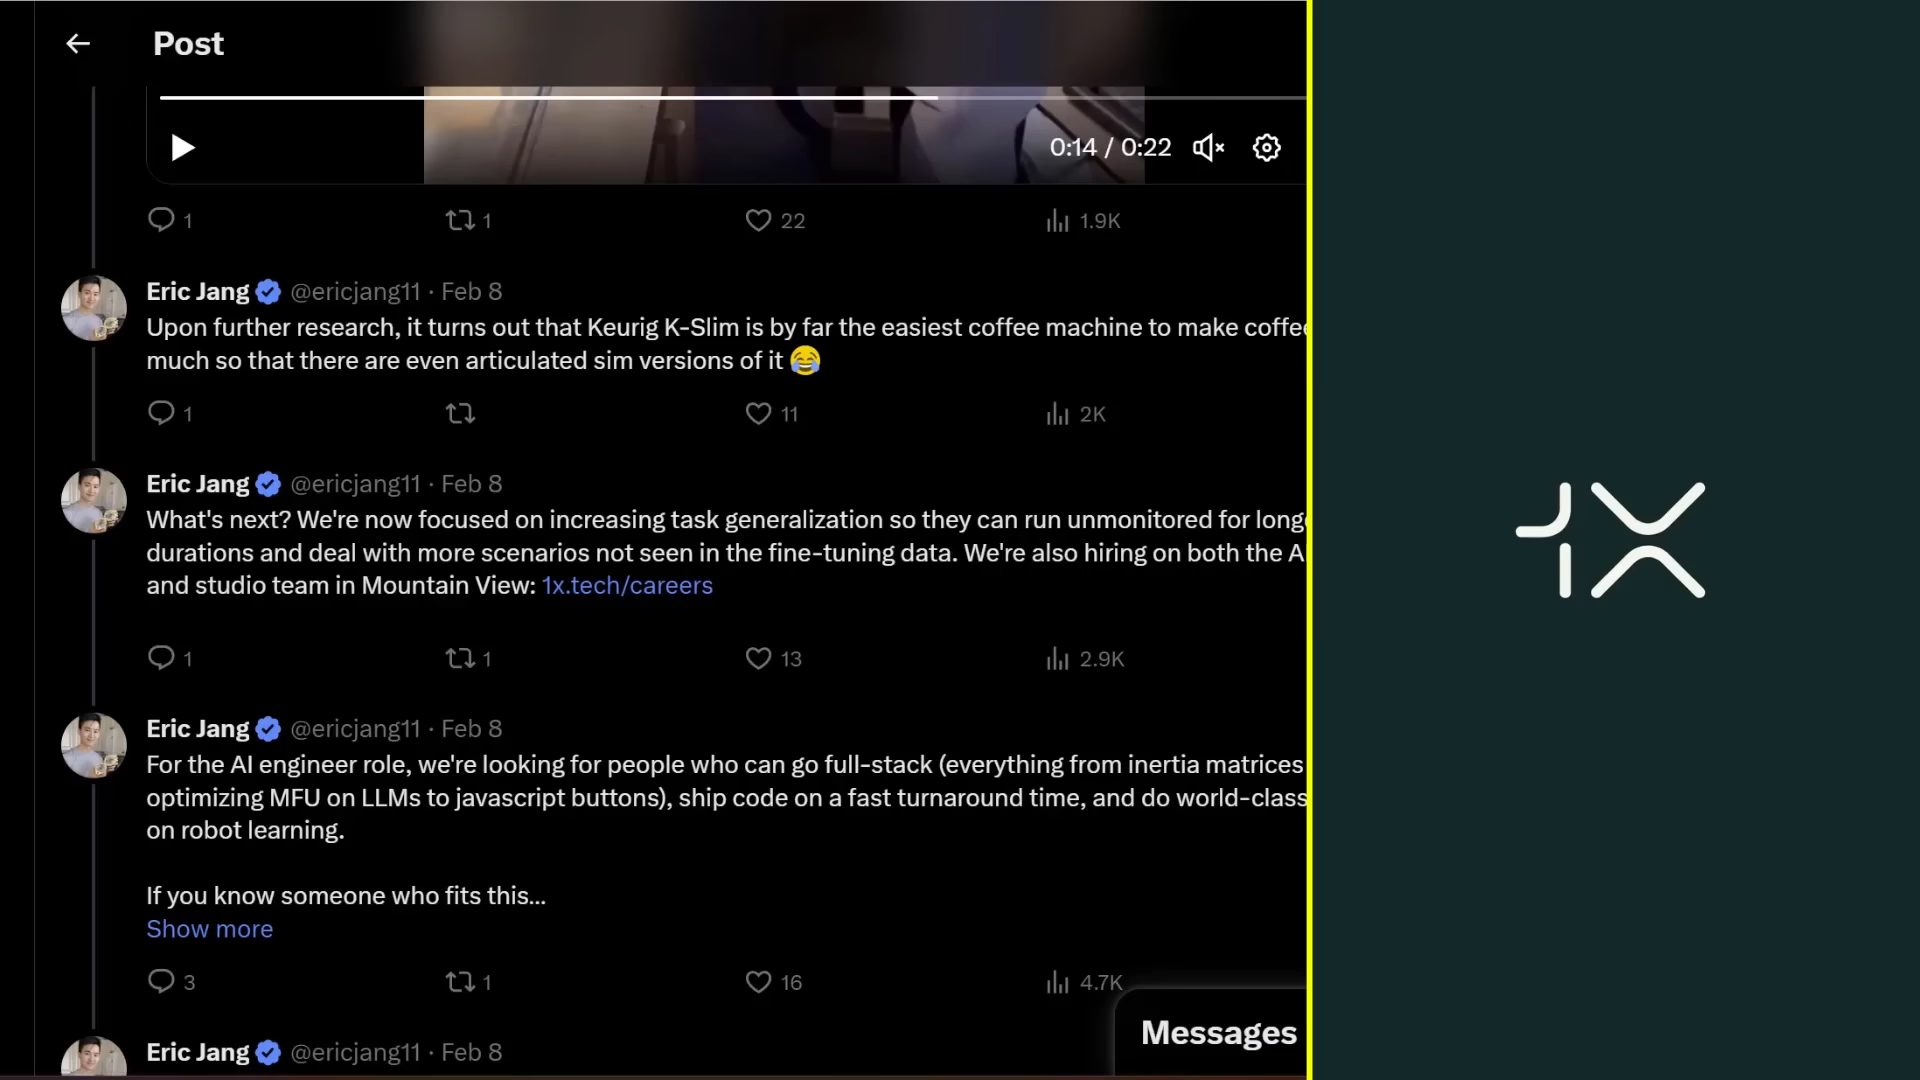 Post
0:14 / 0:22
1
1
22
1.9K
Eric Jang @ericjang11 · Feb 8
Upon further research, it turns out that Keurig K-Slim is by far the easiest coffee machine to make coffee
much so that there are even articulated sim versions of it 😂
1
11
2K
Eric Jang @ericjang11 · Feb 8
What's next? We're now focused on increasing task generalization so they can run unmonitored for longe
durations and deal with more scenarios not seen in the fine-tuning data. We're also hiring on both the A
and studio team in Mountain View: 1x.tech/careers
1
1
13
2.9K
Eric Jang @ericjang11 · Feb 8
For the AI engineer role, we're looking for people who can go full-stack (everything from inertia matrices
optimizing MFU on LLMs to javascript buttons), ship code on a fast turnaround time, and do world-class
on robot learning.
If you know someone who fits this...
Show more
3
1
16
4.7K
Messages
Eric Jang @ericjang11 · Feb 8
1X